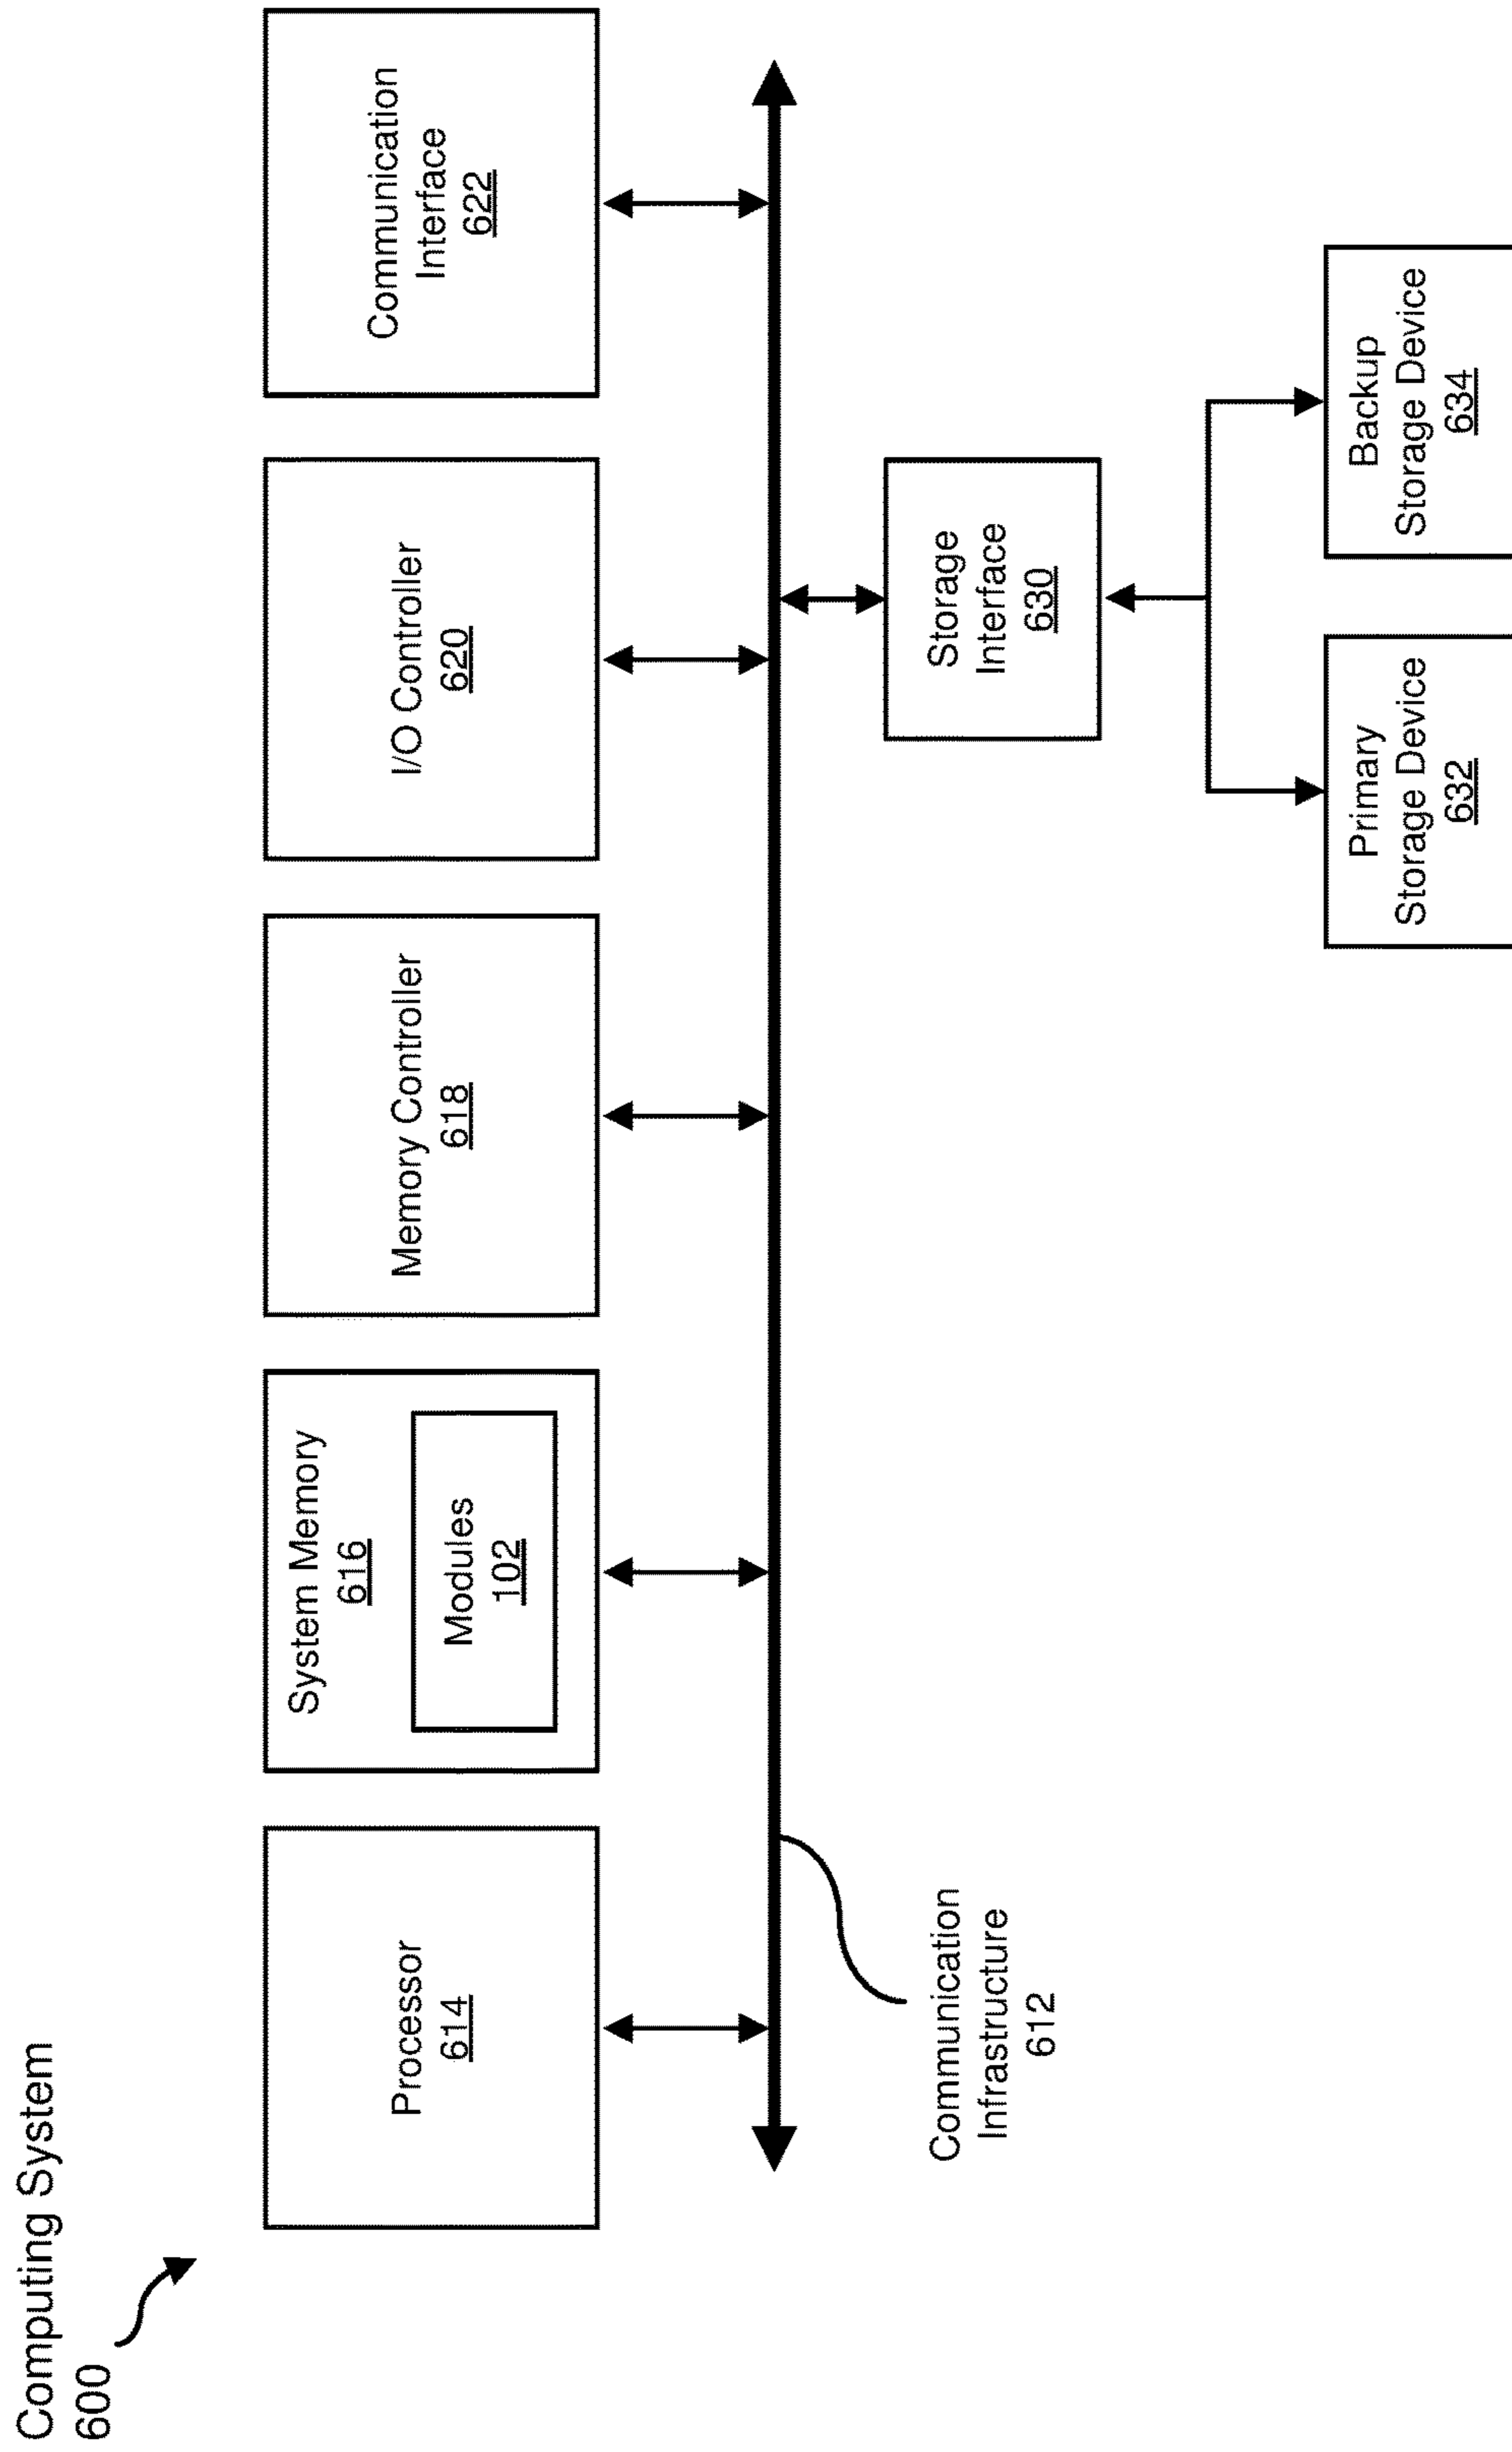 Computing System
600
Processor
614
System Memory
616
Modules
102
Memory Controller
618
I/O Controller
620
Communication
Interface
622
Communication
Infrastructure
612
Storage
Interface
630
Primary
Storage Device
632
Backup
Storage Device
634